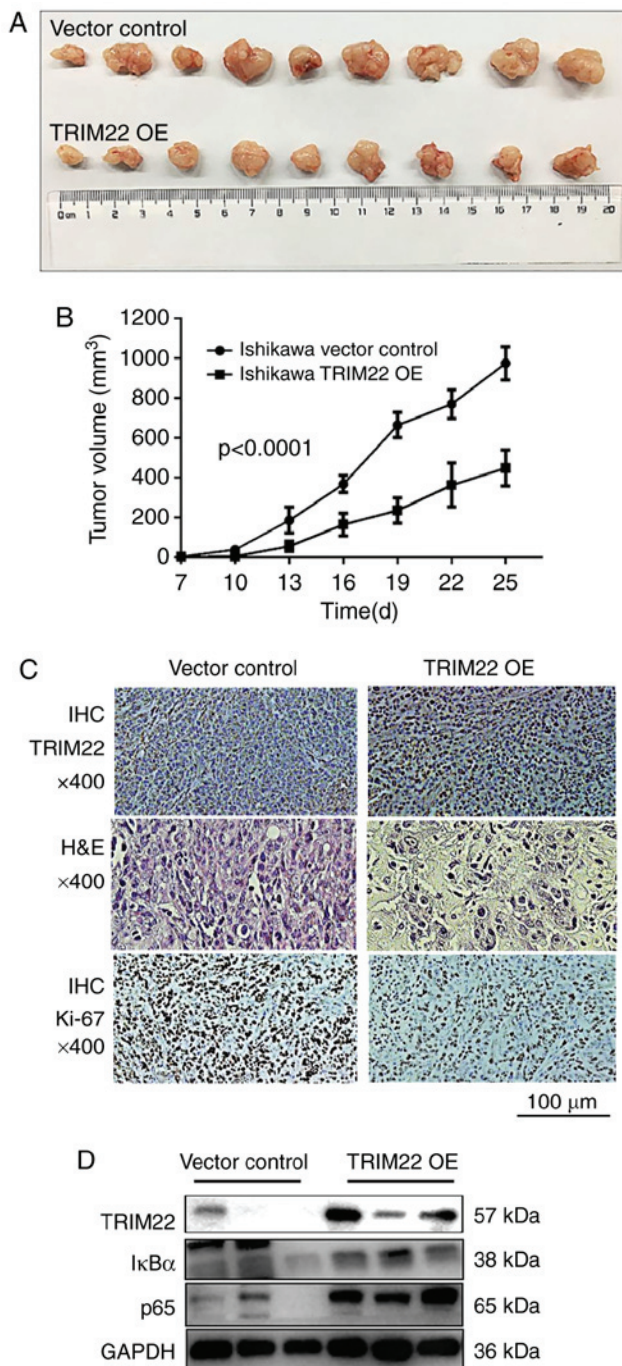 A
Vector control
TRIM22 OE
0 cm 1 2 3 4 5 6 7 8 9 10 11 12 13 14 15 16 17 18 19 20
B
1200
1000
800
600
400
200
0
Tumor volume (mm³)
Ishikawa vector control
Ishikawa TRIM22 OE
p<0.0001
7 10 13 16 19 22 25
Time(d)
C
Vector control TRIM22 OE
IHC
TRIM22
×400
H&E
×400
IHC
Ki-67
×400
100 μm
D
Vector control TRIM22 OE
TRIM22 57 kDa
IκBα 38 kDa
p65 65 kDa
GAPDH 36 kDa